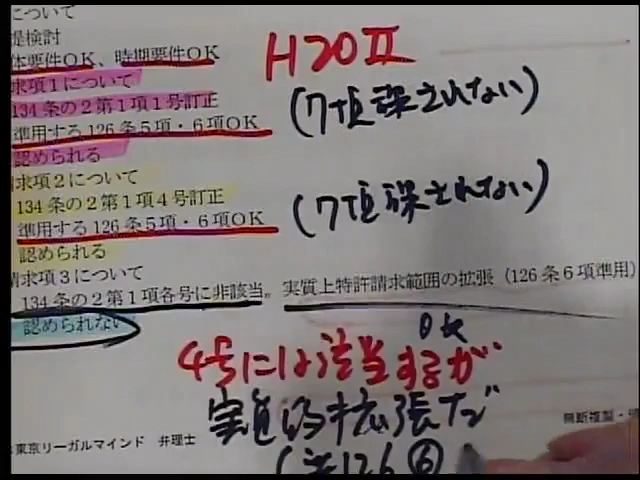 について
提検討
体要件OK、時期要件OK
求項1について
134条の2第1項1号訂正
準用する126条5項・6項OK
認められる
請求項2について
134条の2第1項4号訂正
準用する126条5項・6項OK
認められる
請求項3について
134条の2第1項各号に非該当。実質上特許請求範囲の拡張(126条6項準用)
認められない
H20Ⅱ
(7項課されない)
(7項課されない)
4号には該当するが
実質的拡張だ
(法126⑥
東京リーガルマインド 弁理士
無断複製・